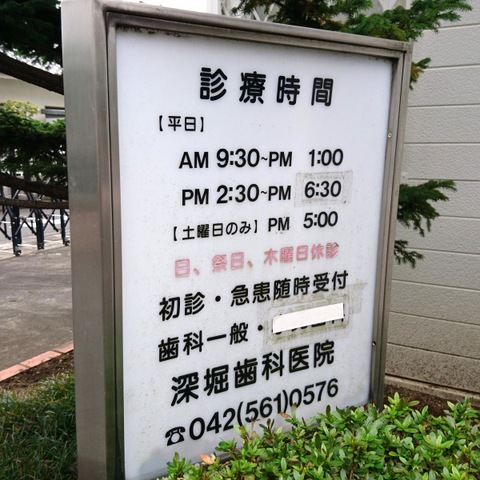 診療時間
【平日】
AM 9:30~PM 1:00
PM 2:30~PM 6:30
【土曜日のみ】PM 5:00
日、祭日、木曜日休診
初診・急患随時受付
歯科一般・
深堀歯科医院
☎042(561)0576